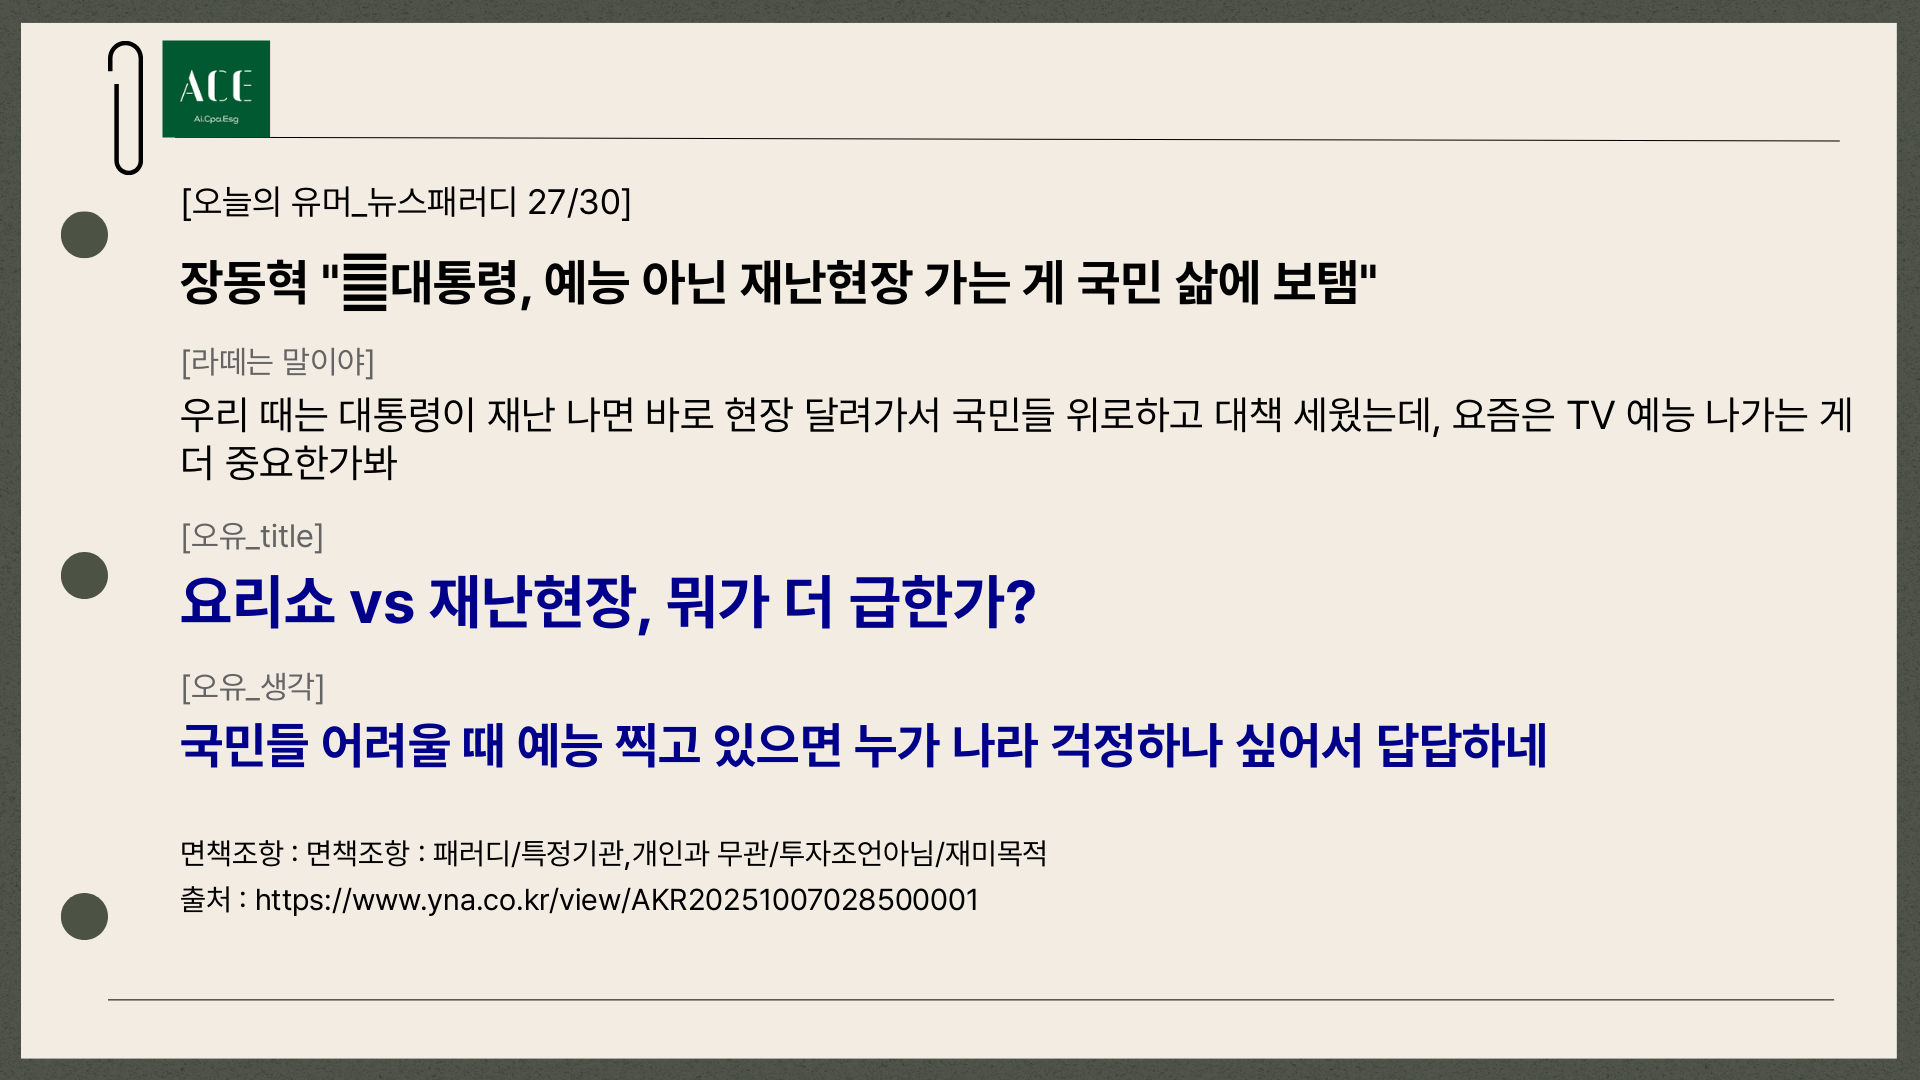 ACE
Ai.Cpa.Esg
[오늘의 유머_뉴스패러디 27/30]
장동혁 "대통령, 예능 아닌 재난현장 가는 게 국민 삶에 보탬"
[라떼는 말이야]
우리 때는 대통령이 재난 나면 바로 현장 달려가서 국민들 위로하고 대책 세웠는데, 요즘은 TV 예능 나가는 게
더 중요한가봐
[오유_title]
요리쇼 vs 재난현장, 뭐가 더 급한가?
[오유_생각]
국민들 어려울 때 예능 찍고 있으면 누가 나라 걱정하나 싶어서 답답하네
면책조항 : 면책조항 : 패러디/특정기관,개인과 무관/투자조언아님/재미목적
출처 : https://www.yna.co.kr/view/AKR20251007028500001